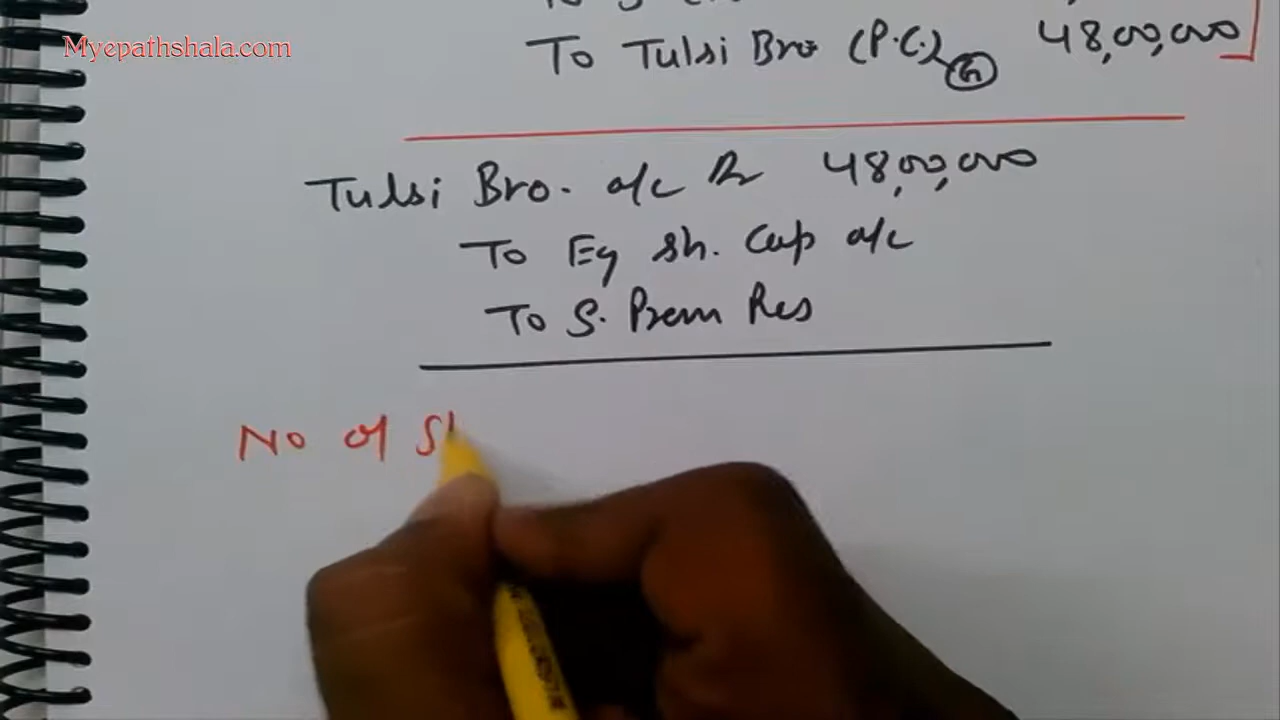 Myepathshala.com
To Tulsi Bro (P.C.) 48,00,000
Tulsi Bro. a/c Dr 48,00,000
To Eq sh. Cap a/c
To S. Prem Res
No of Sh